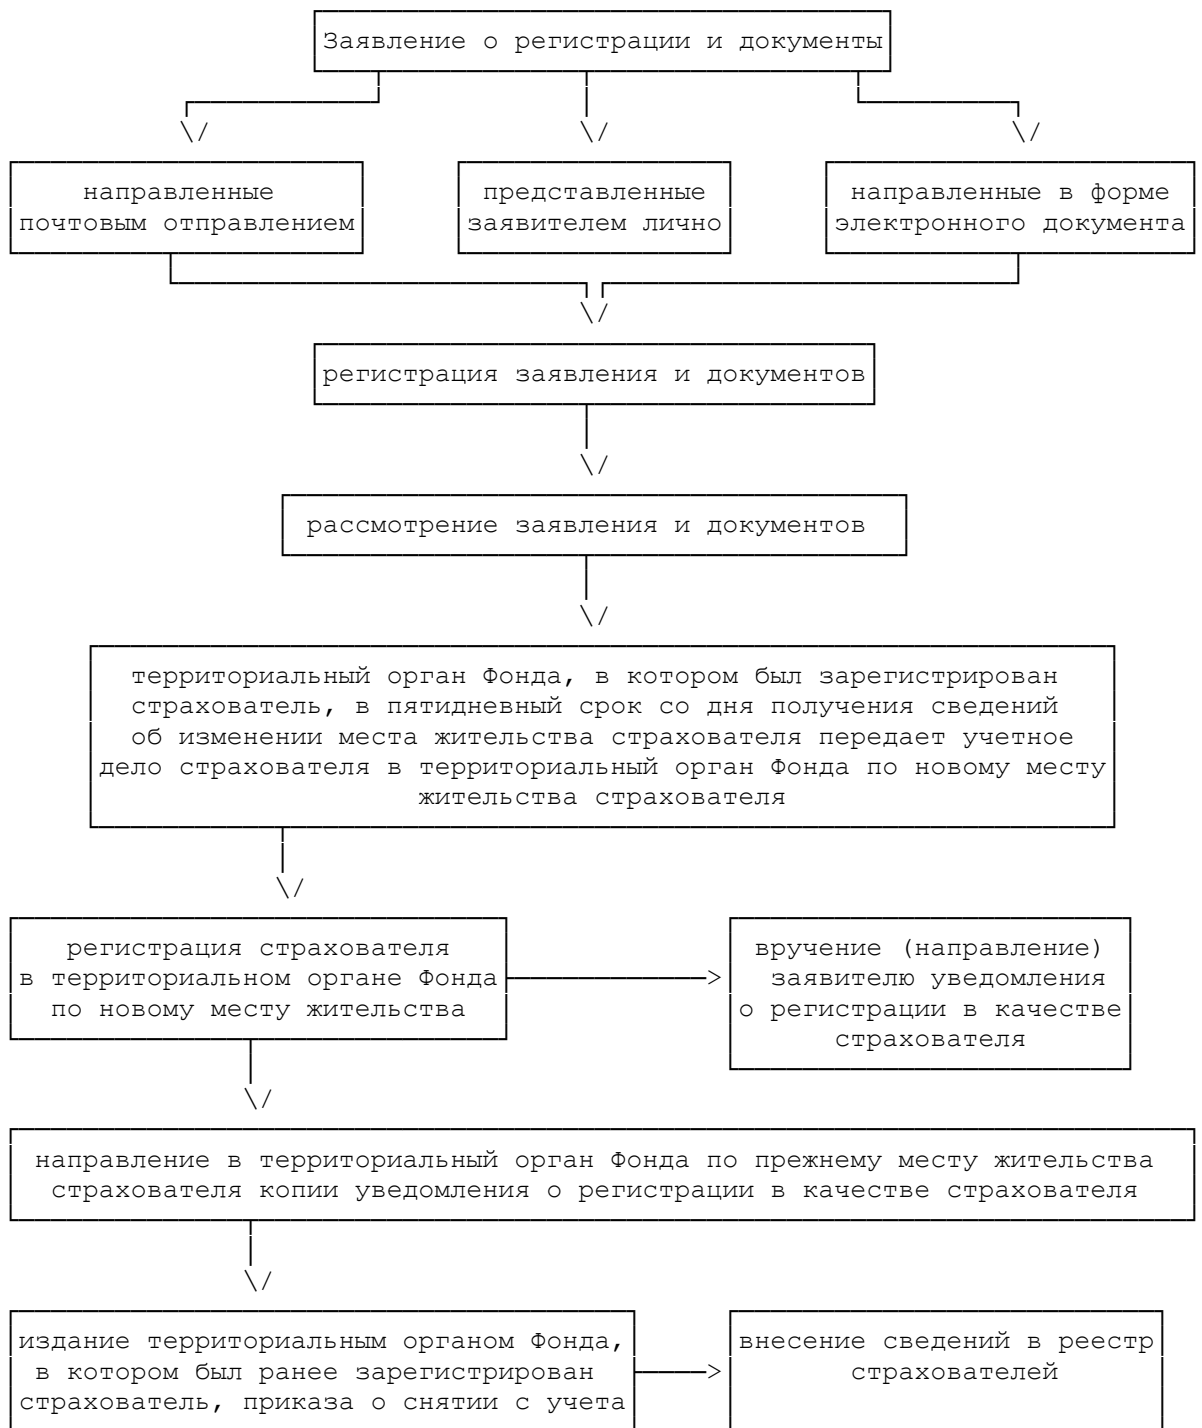 Заявление о регистрации и документы
направленные
почтовым отправлением
представленные
заявителем лично
направленные в форме
электронного документа
регистрация заявления и документов
рассмотрение заявления и документов
территориальный орган Фонда, в котором был зарегистрирован
страхователь, в пятидневный срок со дня получения сведений
об изменении места жительства страхователя передает учетное
дело страхователя в территориальный орган Фонда по новому месту
жительства страхователя
регистрация страхователя
в территориальном органе Фонда
по новому месту жительства
вручение (направление)
заявителю уведомления
о регистрации в качестве
страхователя
направление в территориальный орган Фонда по прежнему месту жительства
страхователя копии уведомления о регистрации в качестве страхователя
издание территориальным органом Фонда,
в котором был ранее зарегистрирован
страхователь, приказа о снятии с учета
внесение сведений в реестр
страхователей